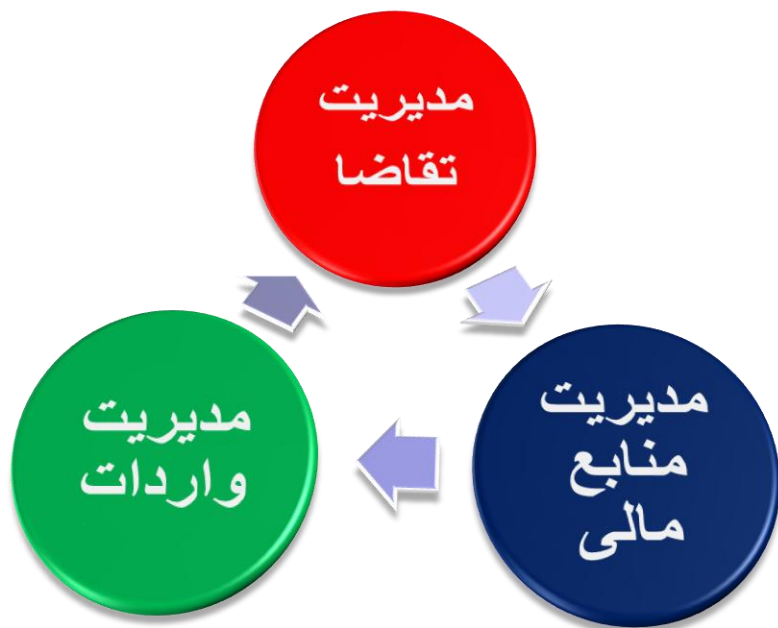 مدیریت
تقاضا
مدیریت
منابع
مالی
مدیریت
واردات